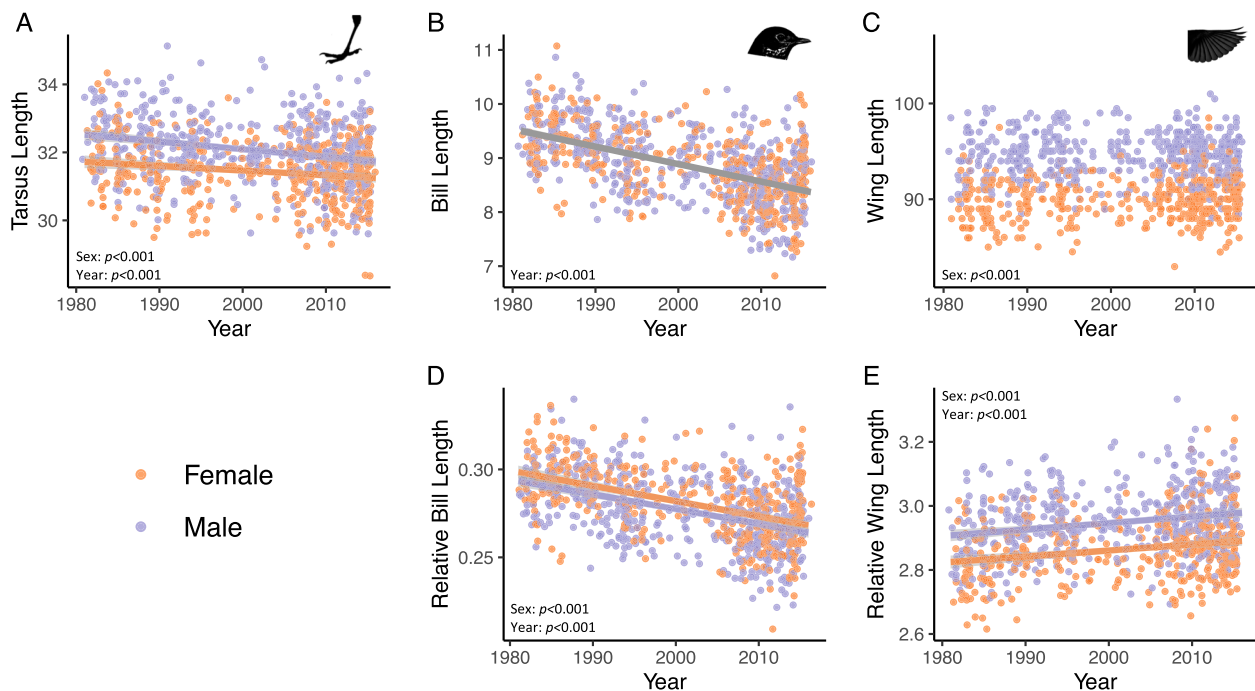 A
Tarsus Length
34
32
30
Sex: p<0.001
Year: p<0.001
1980 1990 2000 2010
Year
B
Bill Length
11
10
9
8
7
Year: p<0.001
1980 1990 2000 2010
Year
C
Wing Length
100
90
Sex: p<0.001
1980 1990 2000 2010
Year
Female
Male
D
Relative Bill Length
0.30
0.25
Sex: p<0.001
Year: p<0.001
1980 1990 2000 2010
Year
E
Relative Wing Length
Sex: p<0.001
Year: p<0.001
3.2
3.0
2.8
2.6
1980 1990 2000 2010
Year